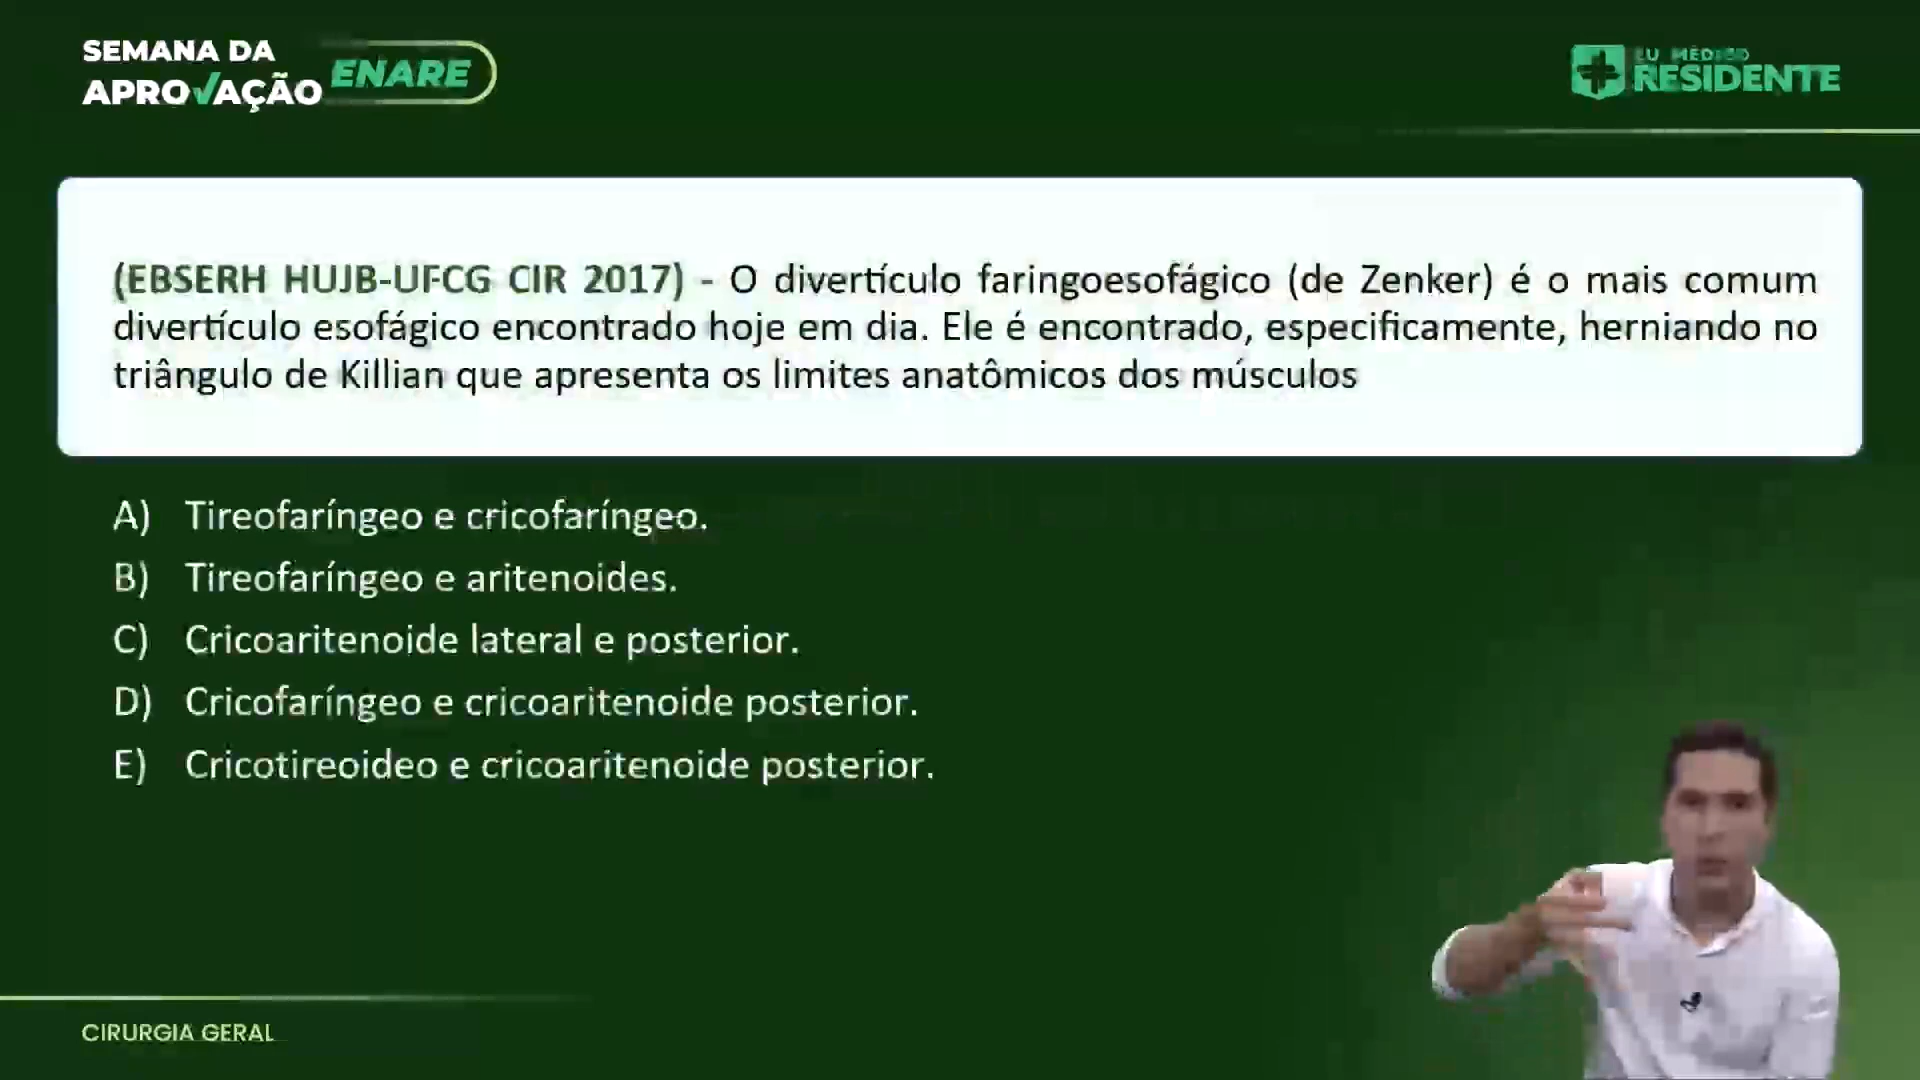 SEMANA DA
APROVAÇÃO ENARE
EU MÉDICO
RESIDENTE
(EBSERH HUJB-UFCG CIR 2017) - O divertículo faringoesofágico (de Zenker) é o mais comum
divertículo esofágico encontrado hoje em dia. Ele é encontrado, especificamente, herniando no
triângulo de Killian que apresenta os limites anatômicos dos músculos
A) Tireofaríngeo e cricofaríngeo.
B) Tireofaríngeo e aritenoides.
C) Cricoaritenoide lateral e posterior.
D) Cricofaríngeo e cricoaritenoide posterior.
E) Cricotireoideo e cricoaritenoide posterior.
CIRURGIA GERAL